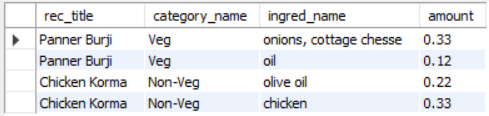 rec_title category_name ingred_name amount
Panner Burji Veg onions, cottage chesse 0.33
Panner Burji Veg oil 0.12
Chicken Korma Non-Veg olive oil 0.22
Chicken Korma Non-Veg chicken 0.33